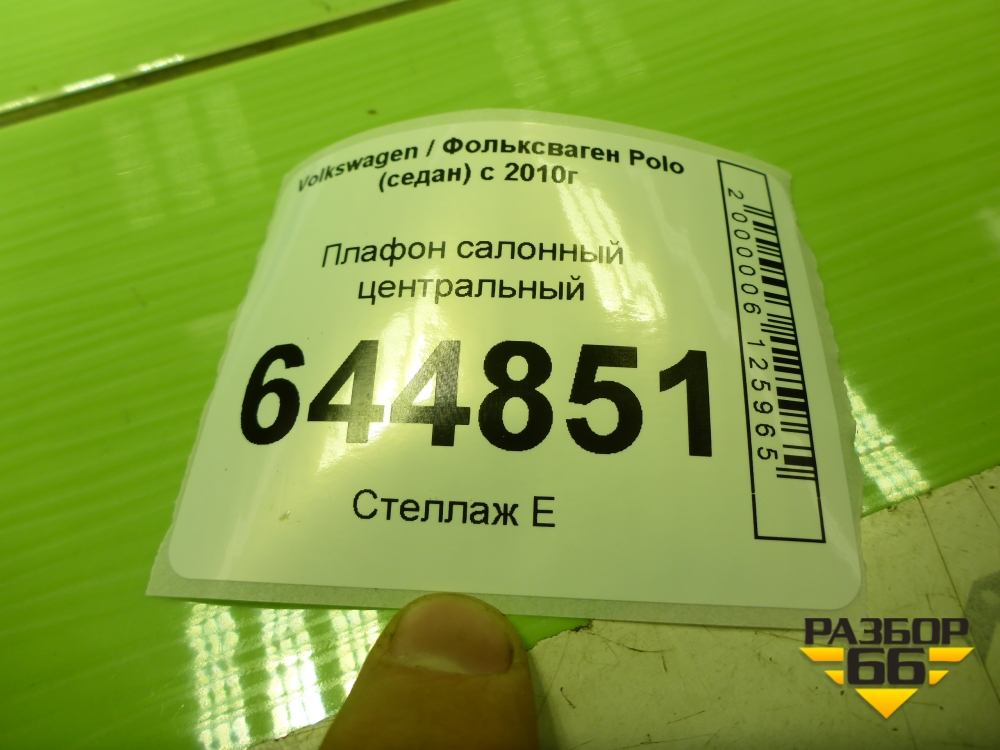 Volkswagen / Фольксваген Polo
(седан) с 2010г
Плафон салонный
центральный
644851
Стеллаж Е
2000006125965
РАЗБОР
66